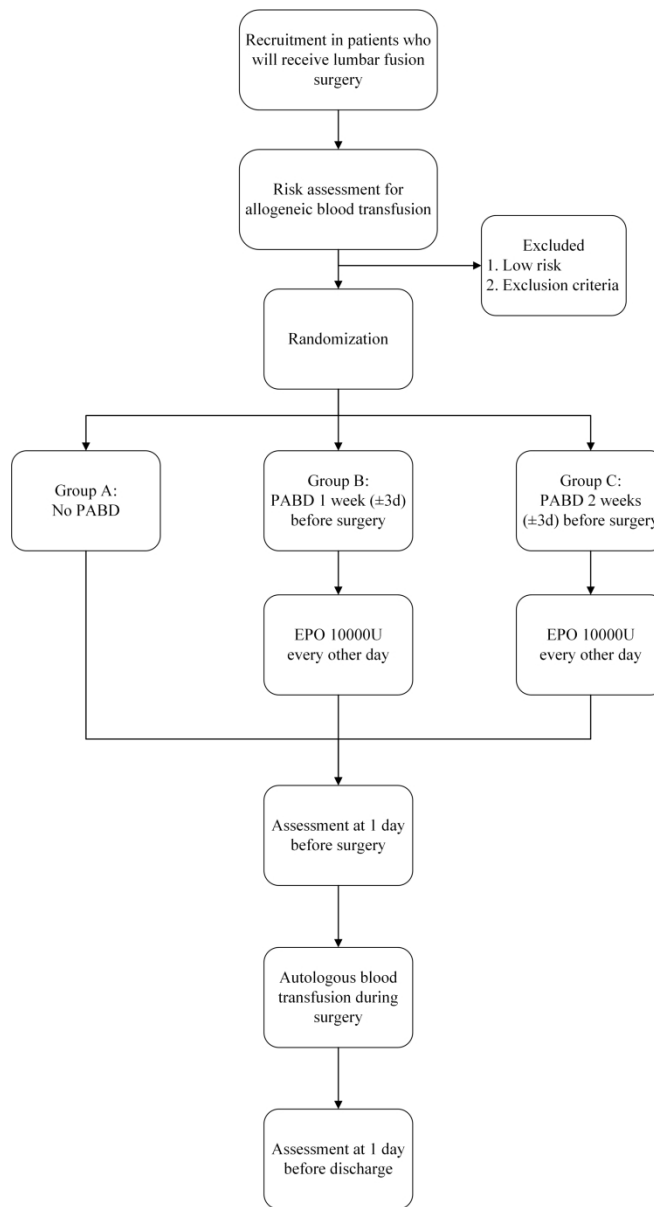 Recruitment in patients who
will receive lumbar fusion
surgery
Risk assessment for
allogeneic blood transfusion
Excluded
1. Low risk
2. Exclusion criteria
Randomization
Group A:
No PABD
Group B:
PABD 1 week (±3d)
before surgery
Group C:
PABD 2 weeks
(±3d) before surgery
EPO 10000U
every other day
EPO 10000U
every other day
Assessment at 1 day
before surgery
Autologous blood
transfusion during
surgery
Assessment at 1 day
before discharge